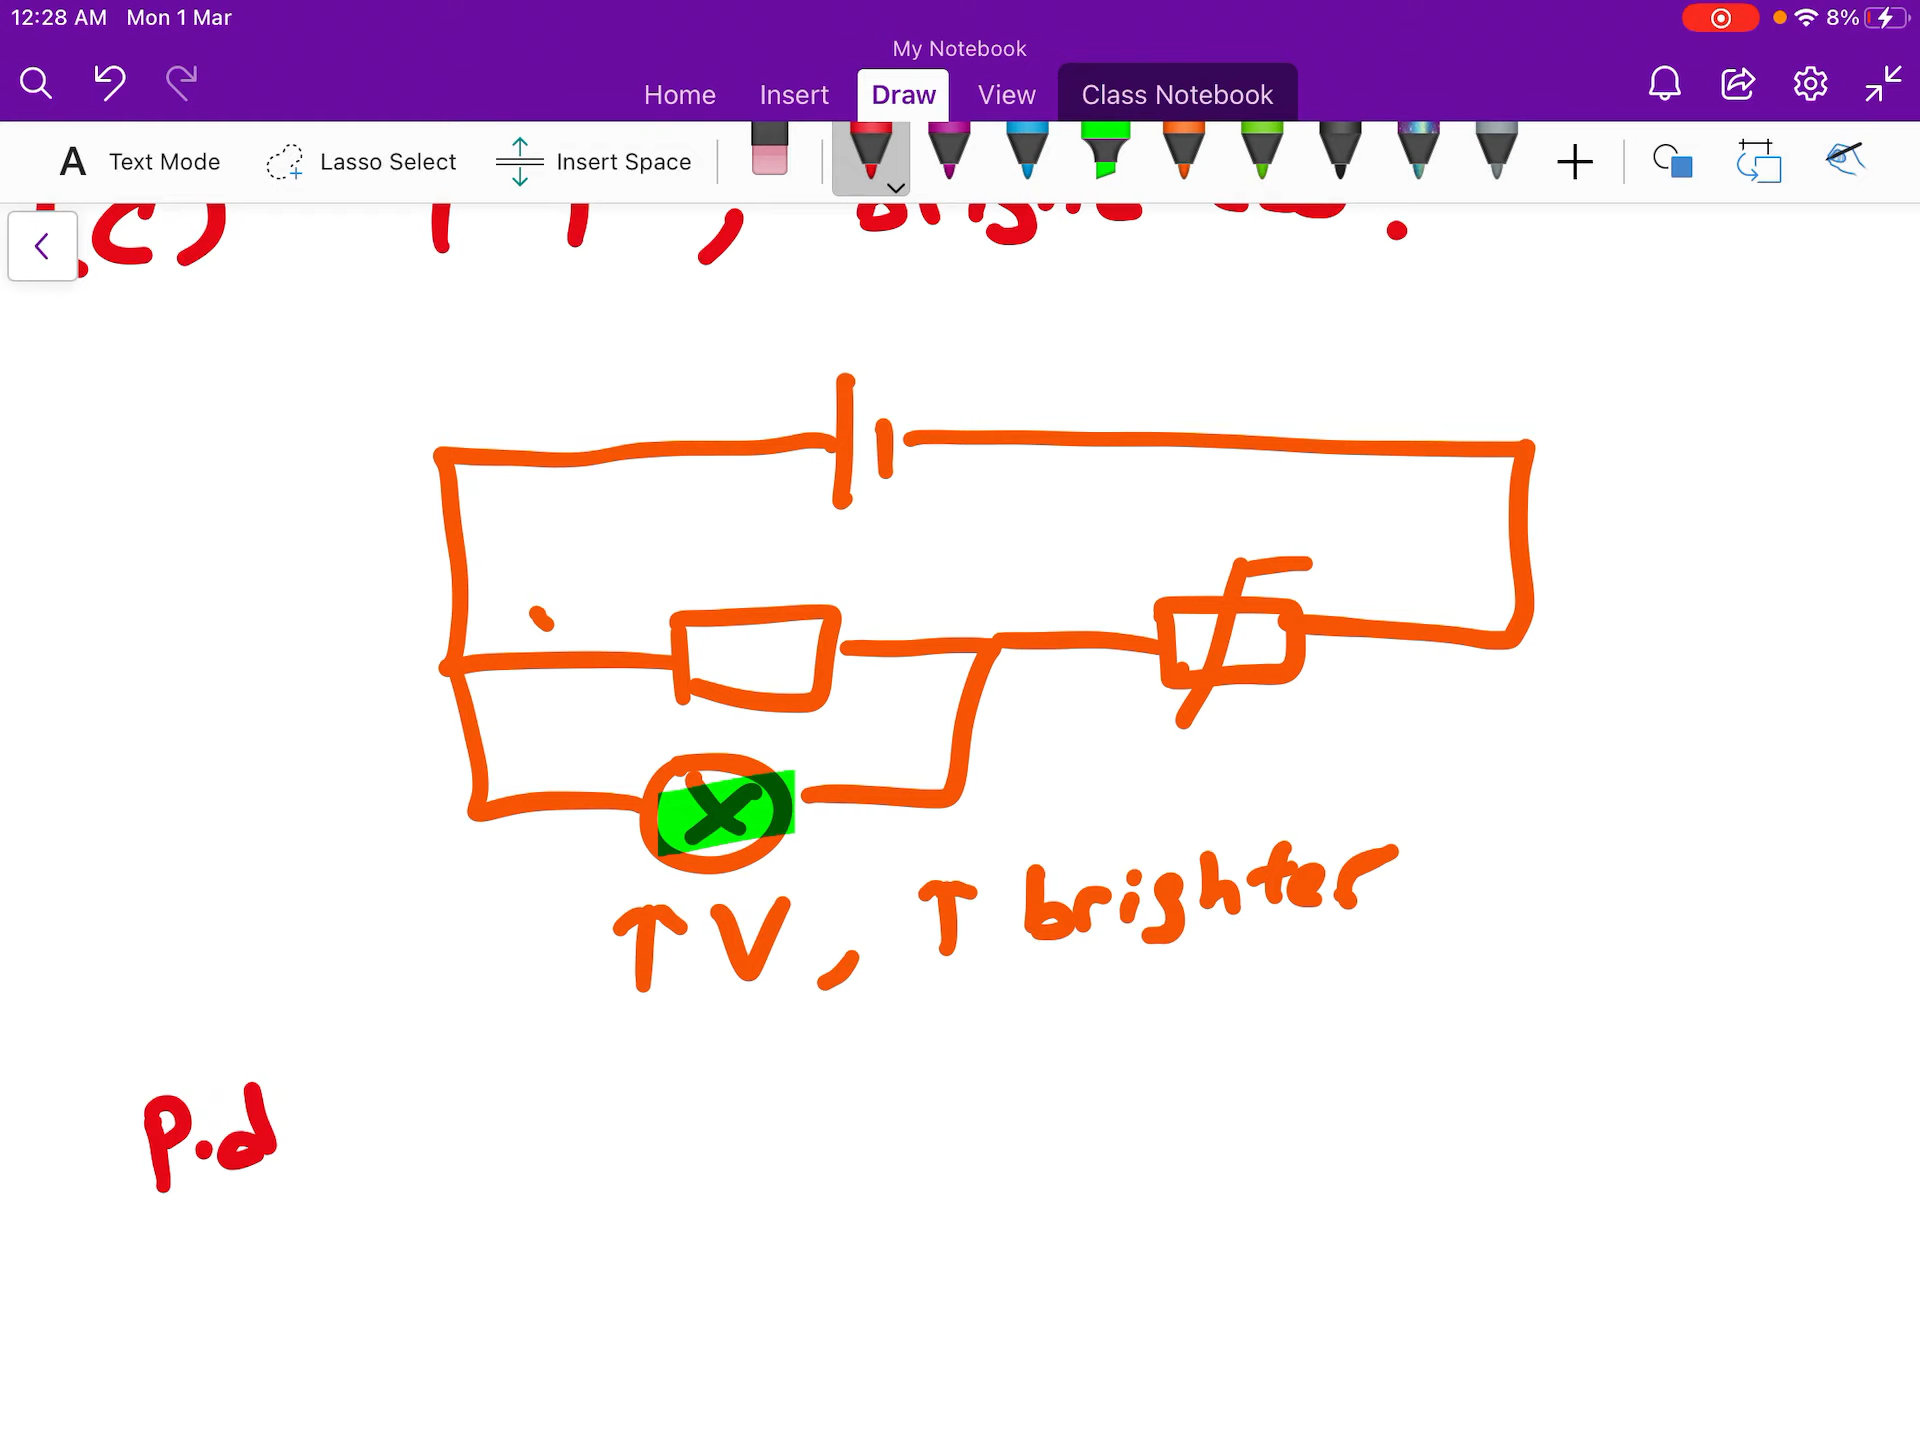 12:28 AM Mon 1 Mar
8%
My Notebook
Home Insert Draw View Class Notebook
A Text Mode Lasso Select Insert Space
↑ V, ↑ brighter
P.d